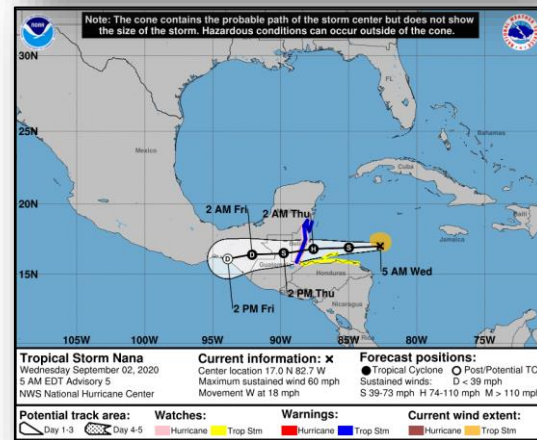 Note: The cone contains the probable path of the storm center but does not show
the size of the storm. Hazardous conditions can occur outside of the cone.
NOAA
30N
FL
25N
Mexico
Bahamas
Cuba
20N
2 AM Fri
2 AM Thu
Haiti
Jamaica
15N
Guatemala
Honduras
5 AM Wed
D
D
S
H
S
2 PM Thu
2 PM Fri
Nicaragua
105W
100W
95W
90W
85W
80W
75W
Tropical Storm Nana
Wednesday September 02, 2020
5 AM EDT Advisory 5
NWS National Hurricane Center
Current information: x
Center location 17.0 N 82.7 W
Maximum sustained wind 60 mph
Movement W at 18 mph
Forecast positions:
Tropical Cyclone Post/Potential TC
Sustained winds: D < 39 mph
S 39-73 mph H 74-110 mph M > 110 mph
Potential track area:
Day 1-3 Day 4-5
Watches:
Hurricane Trop Stm
Warnings:
Hurricane Trop Stm
Current wind extent:
Hurricane Trop Stm